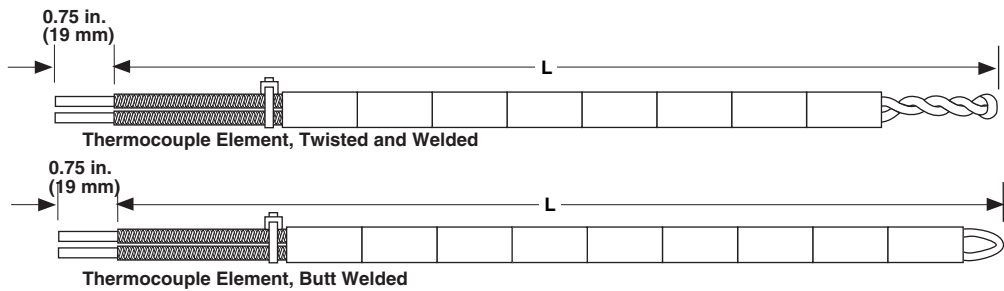 0.75 in.
(19 mm)
L
Thermocouple Element, Twisted and Welded
0.75 in.
(19 mm)
L
Thermocouple Element, Butt Welded